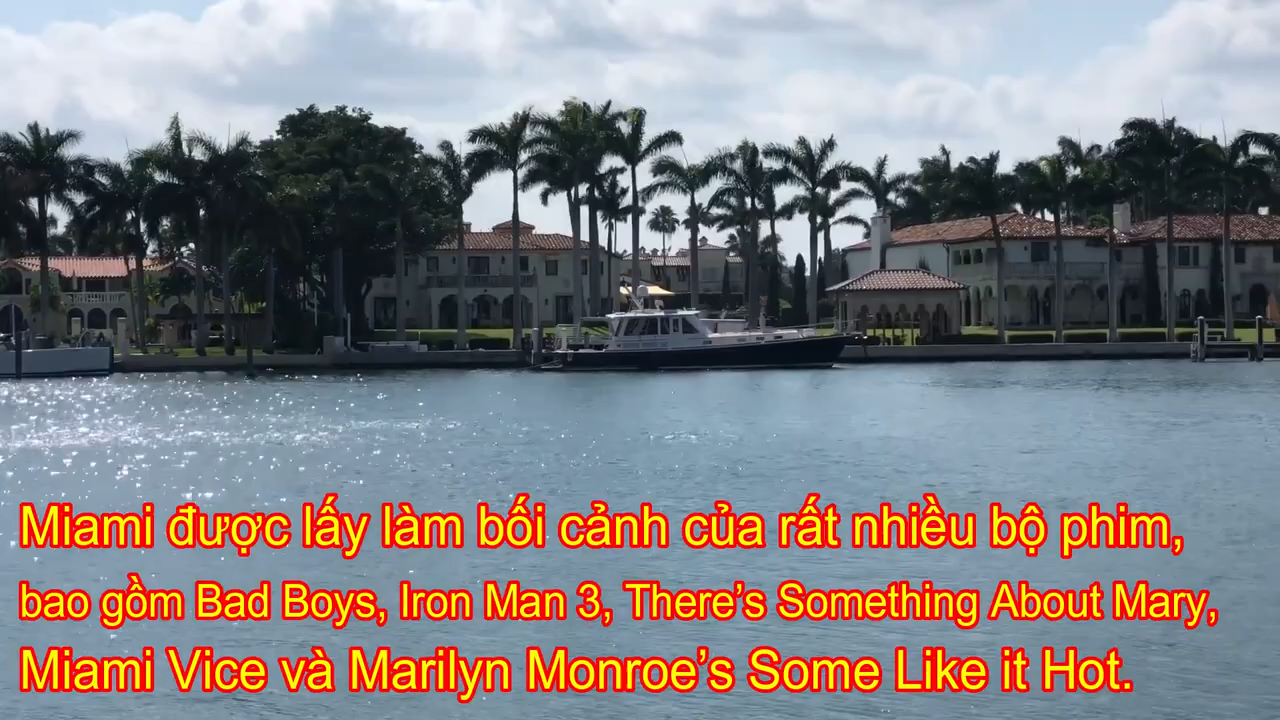 Miami được lấy làm bối cảnh của rất nhiều bộ phim,
bao gồm Bad Boys, Iron Man 3, There’s Something About Mary,
Miami Vice và Marilyn Monroe’s Some Like it Hot.